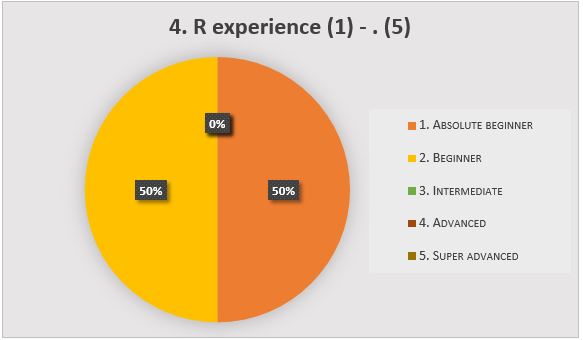 4. R experience (1) - . (5)
0%
50%
50%
1. ABSOLUTE BEGINNER
2. BEGINNER
3. INTERMEDIATE
4. ADVANCED
5. SUPER ADVANCED